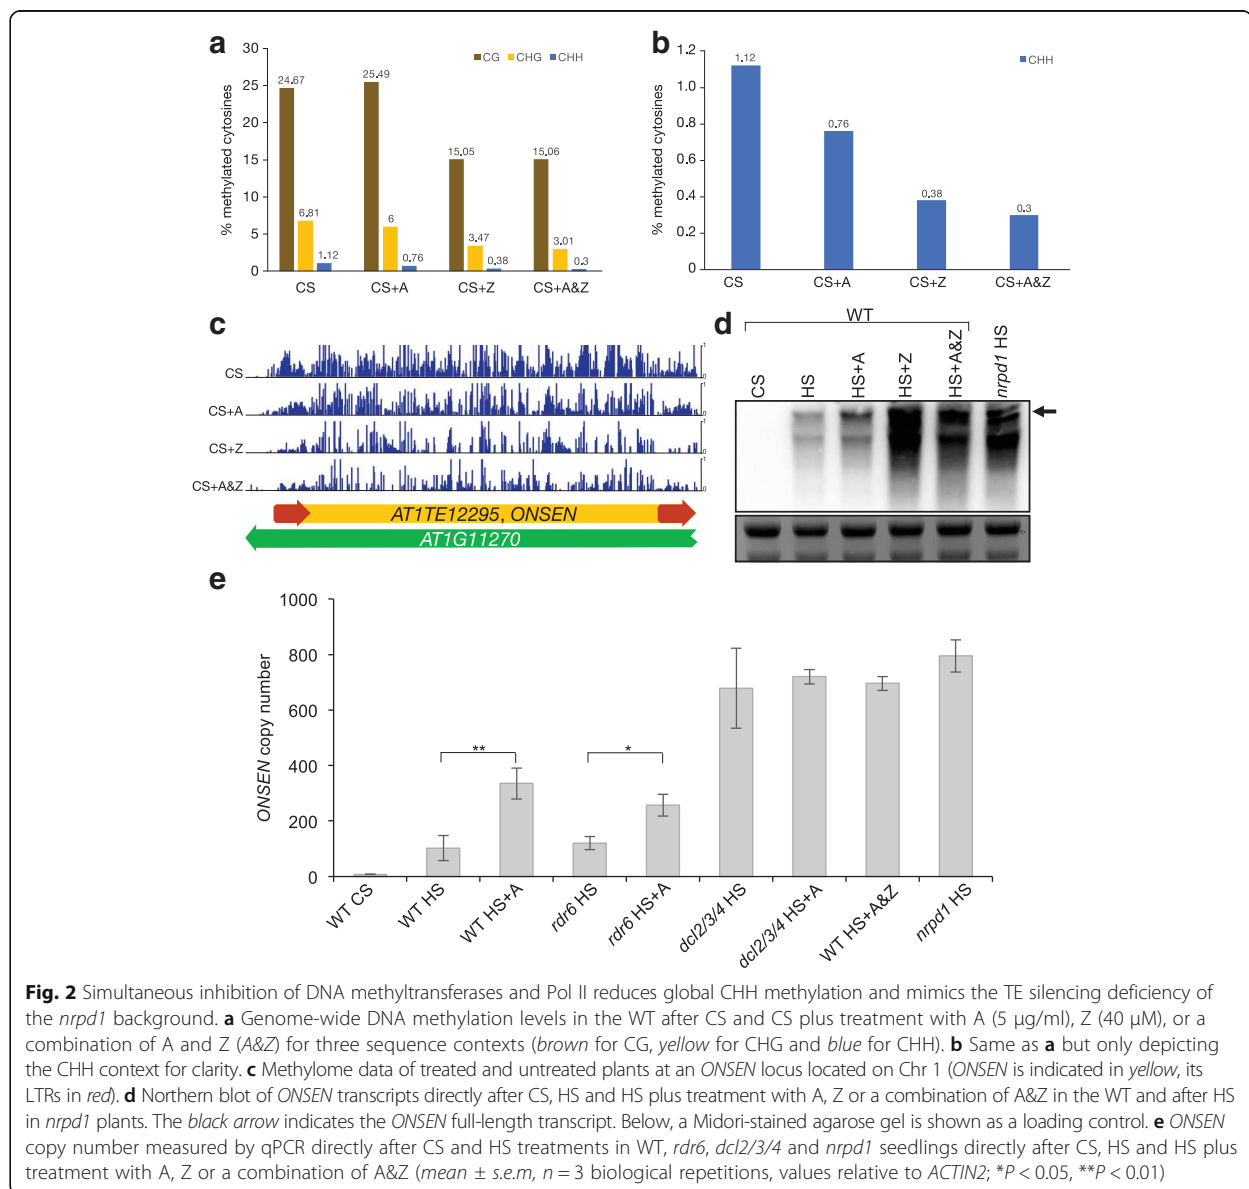 a
CG CHG CHH
% methylated cytosines
30
25
20
15
10
5
0
24.67
6.81
1.12
25.49
6
0.76
15.05
3.47
0.38
15.06
3.01
0.3
CS CS+A CS+Z CS+A&Z
b
CHH
% methylated cytosines
1.2
1.0
0.8
0.6
0.4
0.2
0
1.12
0.76
0.38
0.3
CS CS+A CS+Z CS+A&Z
c
CS
1
0
CS+A
1
0
CS+Z
1
0
CS+A&Z
1
0
AT1TE12295, ONSEN
AT1G11270
d
WT
CS HS HS+A HS+Z HS+A&Z nrpd1 HS
e
ONSEN copy number
1000
800
600
400
200
0
** *
WT CS WT HS WT HS+A rdr6 HS rdr6 HS+A dcl2/3/4 HS dcl2/3/4 HS+A WT HS+A&Z nrpd1 HS
Fig. 2 Simultaneous inhibition of DNA methyltransferases and Pol II reduces global CHH methylation and mimics the TE silencing deficiency of
the nrpd1 background. a Genome-wide DNA methylation levels in the WT after CS and CS plus treatment with A (5 μg/ml), Z (40 μM), or a
combination of A and Z (A&Z) for three sequence contexts (brown for CG, yellow for CHG and blue for CHH). b Same as a but only depicting
the CHH context for clarity. c Methylome data of treated and untreated plants at an ONSEN locus located on Chr 1 (ONSEN is indicated in yellow, its
LTRs in red). d Northern blot of ONSEN transcripts directly after CS, HS and HS plus treatment with A, Z or a combination of A&Z in the WT and after HS
in nrpd1 plants. The black arrow indicates the ONSEN full-length transcript. Below, a Midori-stained agarose gel is shown as a loading control. e ONSEN
copy number measured by qPCR directly after CS and HS treatments in WT, rdr6, dcl2/3/4 and nrpd1 seedlings directly after CS, HS and HS plus
treatment with A, Z or a combination of A&Z (mean ± s.e.m, n = 3 biological repetitions, values relative to ACTIN2; *P < 0.05, **P < 0.01)